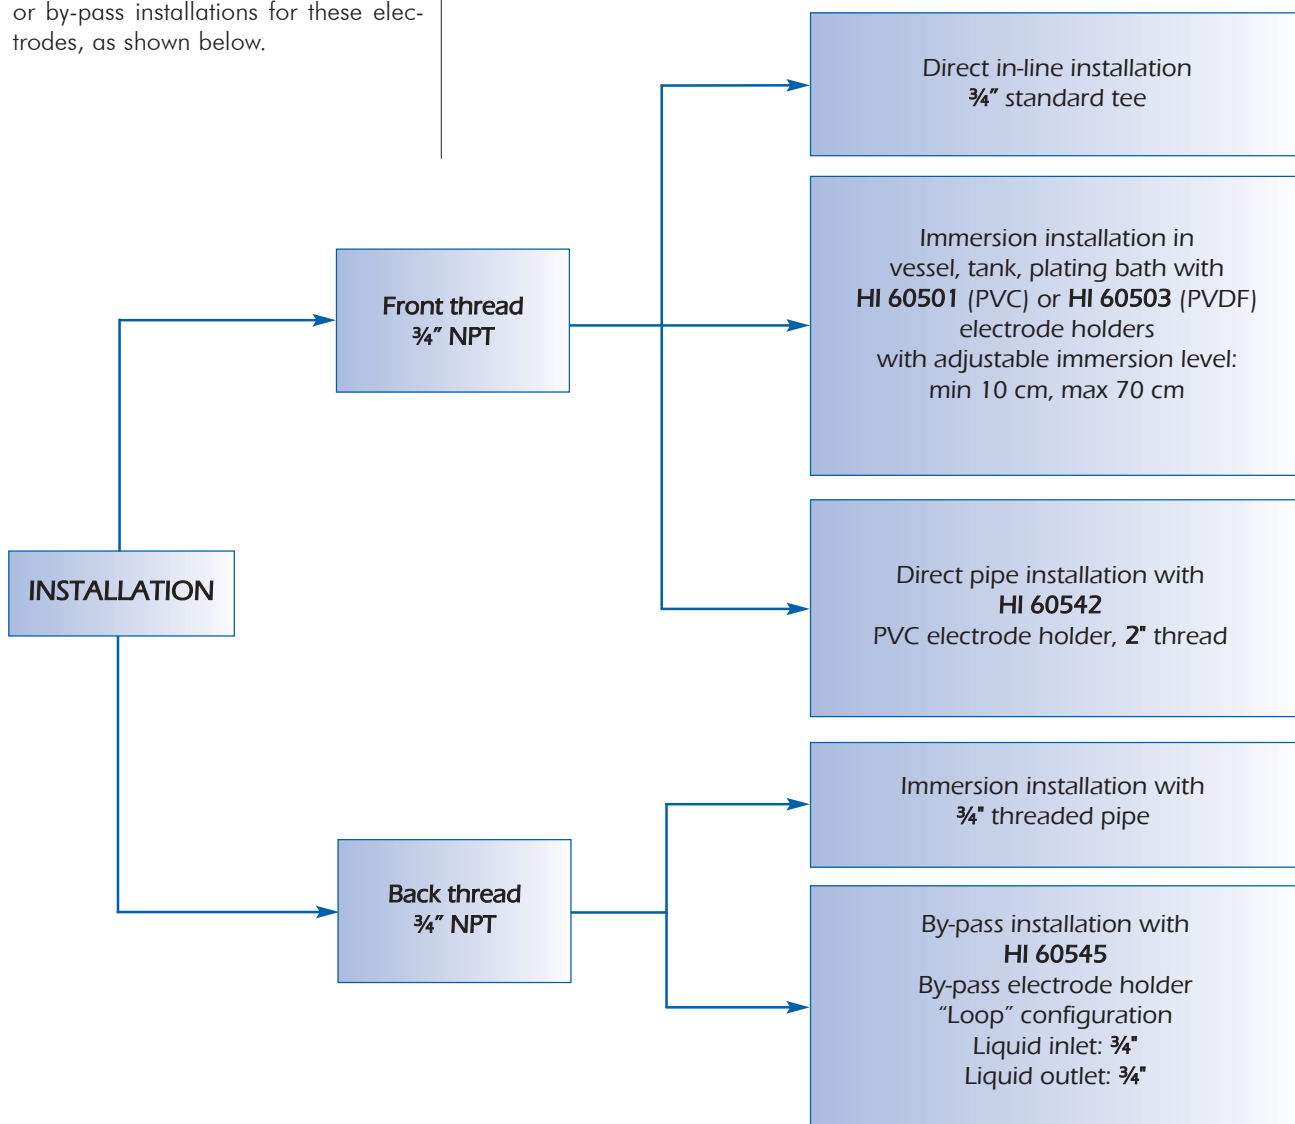 or by-pass installations for these elec-
trodes, as shown below.
Direct in-line installation
¾” standard tee
Immersion installation in
vessel, tank, plating bath with
HI 60501 (PVC) or HI 60503 (PVDF)
electrode holders
with adjustable immersion level:
min 10 cm, max 70 cm
Front thread
¾” NPT
Direct pipe installation with
HI 60542
PVC electrode holder, 2" thread
INSTALLATION
Immersion installation with
¾" threaded pipe
Back thread
¾” NPT
By-pass installation with
HI 60545
By-pass electrode holder
“Loop” configuration
Liquid inlet: ¾"
Liquid outlet: ¾"